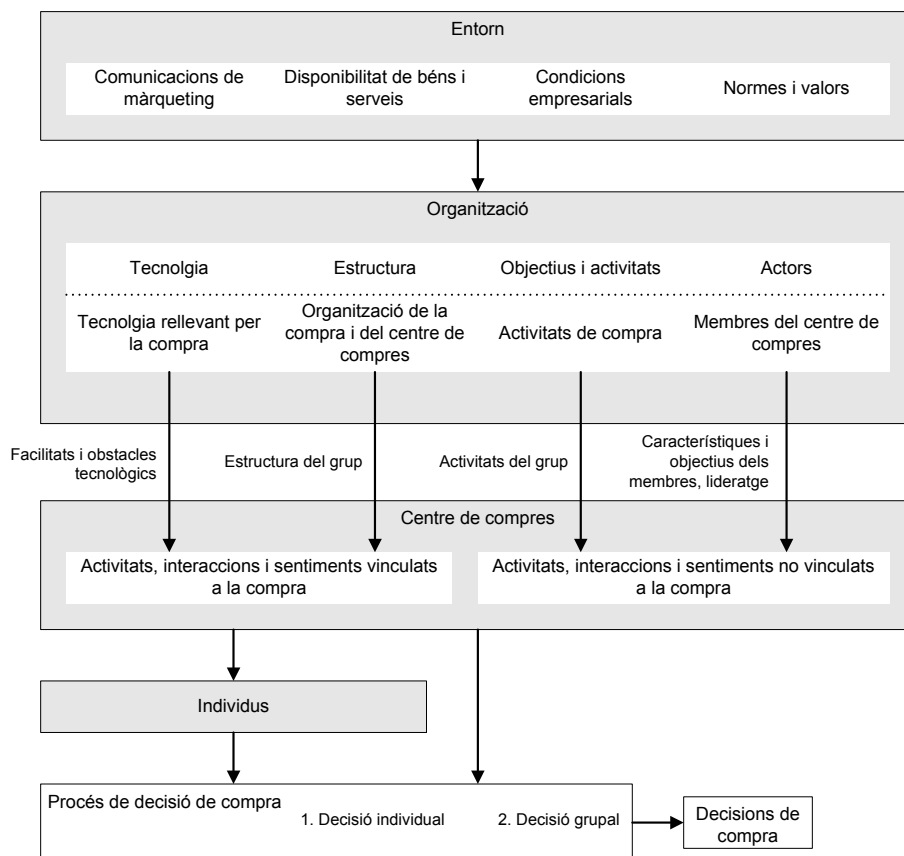 Entorn
Comunicacions de
màrqueting
Disponibilitat de béns i
serveis
Condicions
empresarials
Normes i valors
Organització
Tecnolgia
Estructura
Objectius i activitats
Actors
Tecnolgia rellevant per
la compra
Organització de la
compra i del centre de
compres
Activitats de compra
Membres del centre de
compres
Facilitats i obstacles
tecnològics
Estructura del grup
Activitats del grup
Característiques i
objectius dels
membres, lideratge
Centre de compres
Activitats, interaccions i sentiments vinculats
a la compra
Activitats, interaccions i sentiments no vinculats
a la compra
Individus
Procés de decisió de compra
1. Decisió individual
2. Decisió grupal
Decisions de
compra